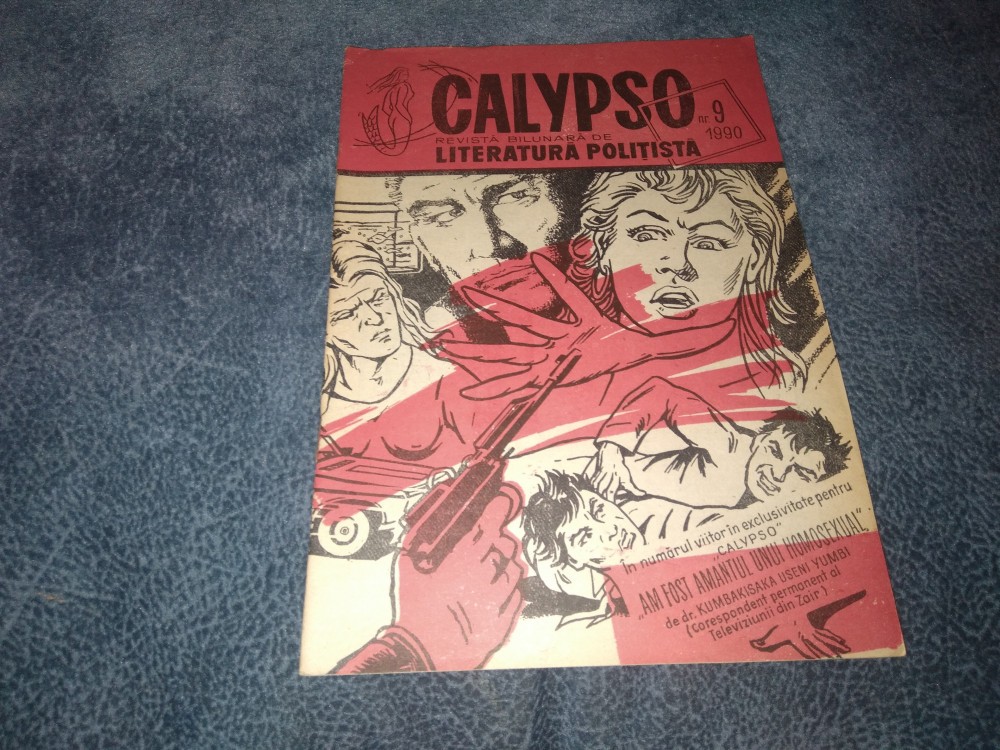 CALYPSO
nr 9
1990
REVISTĂ BILUNARĂ DE
LITERATURĂ POLIȚISTĂ
În numărul viitor în exclusivitate pentru
„CALYPSO”
„AM FOST AMANTUL UNUI HOMOSEXUAL”
de dr. KUMBAKISAKA USENI YUMBI
(corespondent permanent al
Televiziunii din Zair)